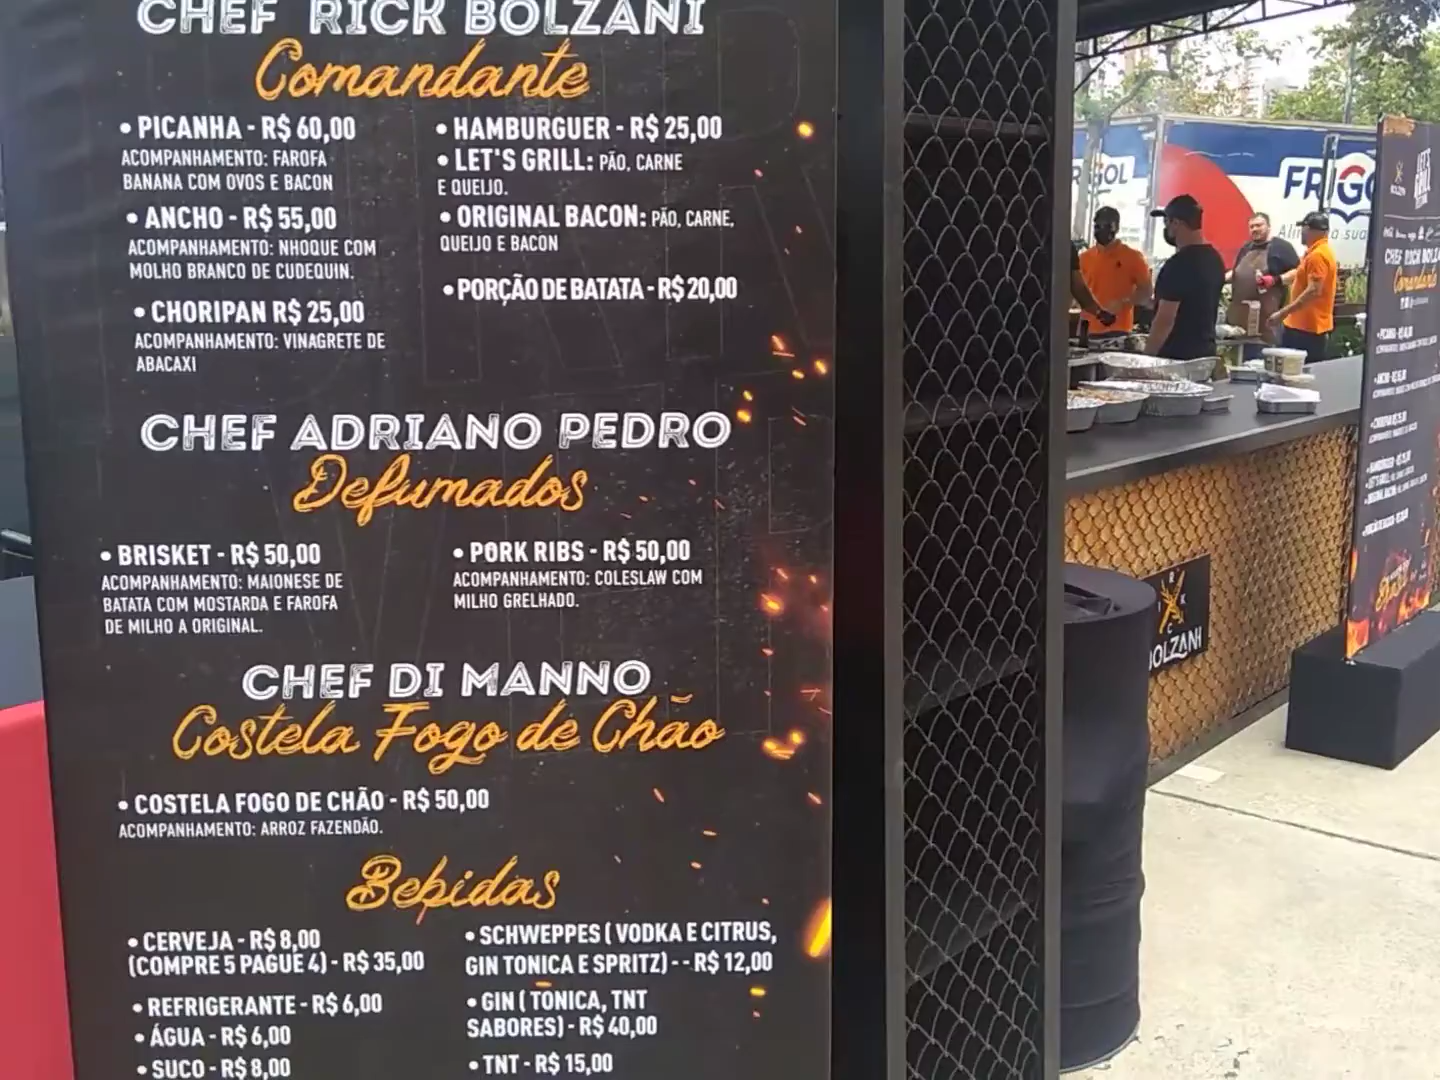 CHEF RICK BOLZANI
Comandante
• PICANHA - R$ 60,00
ACOMPANHAMENTO: FAROFA
BANANA COM OVOS E BACON
• ANCHO - R$ 55,00
ACOMPANHAMENTO: NHOQUE COM
MOLHO BRANCO DE CUDEQUIN.
• CHORIPAN R$ 25,00
ACOMPANHAMENTO: VINAGRETE DE
ABACAXI
• HAMBURGUER - R$ 25,00
• LET'S GRILL: PÃO, CARNE
E QUEIJO.
• ORIGINAL BACON: PÃO, CARNE,
QUEIJO E BACON
• PORÇÃO DE BATATA - R$ 20,00
CHEF ADRIANO PEDRO
Defumados
• BRISKET - R$ 50,00
ACOMPANHAMENTO: MAIONESE DE
BATATA COM MOSTARDA E FAROFA
DE MILHO A ORIGINAL.
• PORK RIBS - R$ 50,00
ACOMPANHAMENTO: COLESLAW COM
MILHO GRELHADO.
CHEF DI MANNO
Costela Fogo de Chão
• COSTELA FOGO DE CHÃO - R$ 50,00
ACOMPANHAMENTO: ARROZ FAZENDÃO.
Bebidas
• CERVEJA - R$ 8,00
(COMPRE 5 PAGUE 4) - R$ 35,00
• REFRIGERANTE - R$ 6,00
• ÁGUA - R$ 6,00
• SUCO - R$ 8,00
• SCHWEPPES ( VODKA E CITRUS,
GIN TONICA E SPRITZ) - - R$ 12,00
• GIN ( TONICA, TNT
SABORES) - R$ 40,00
• TNT - R$ 15,00
FRIGOL
RICK
BOLZANI
LET'S
GRILL
CHEF RICK BOLZA
Comandante